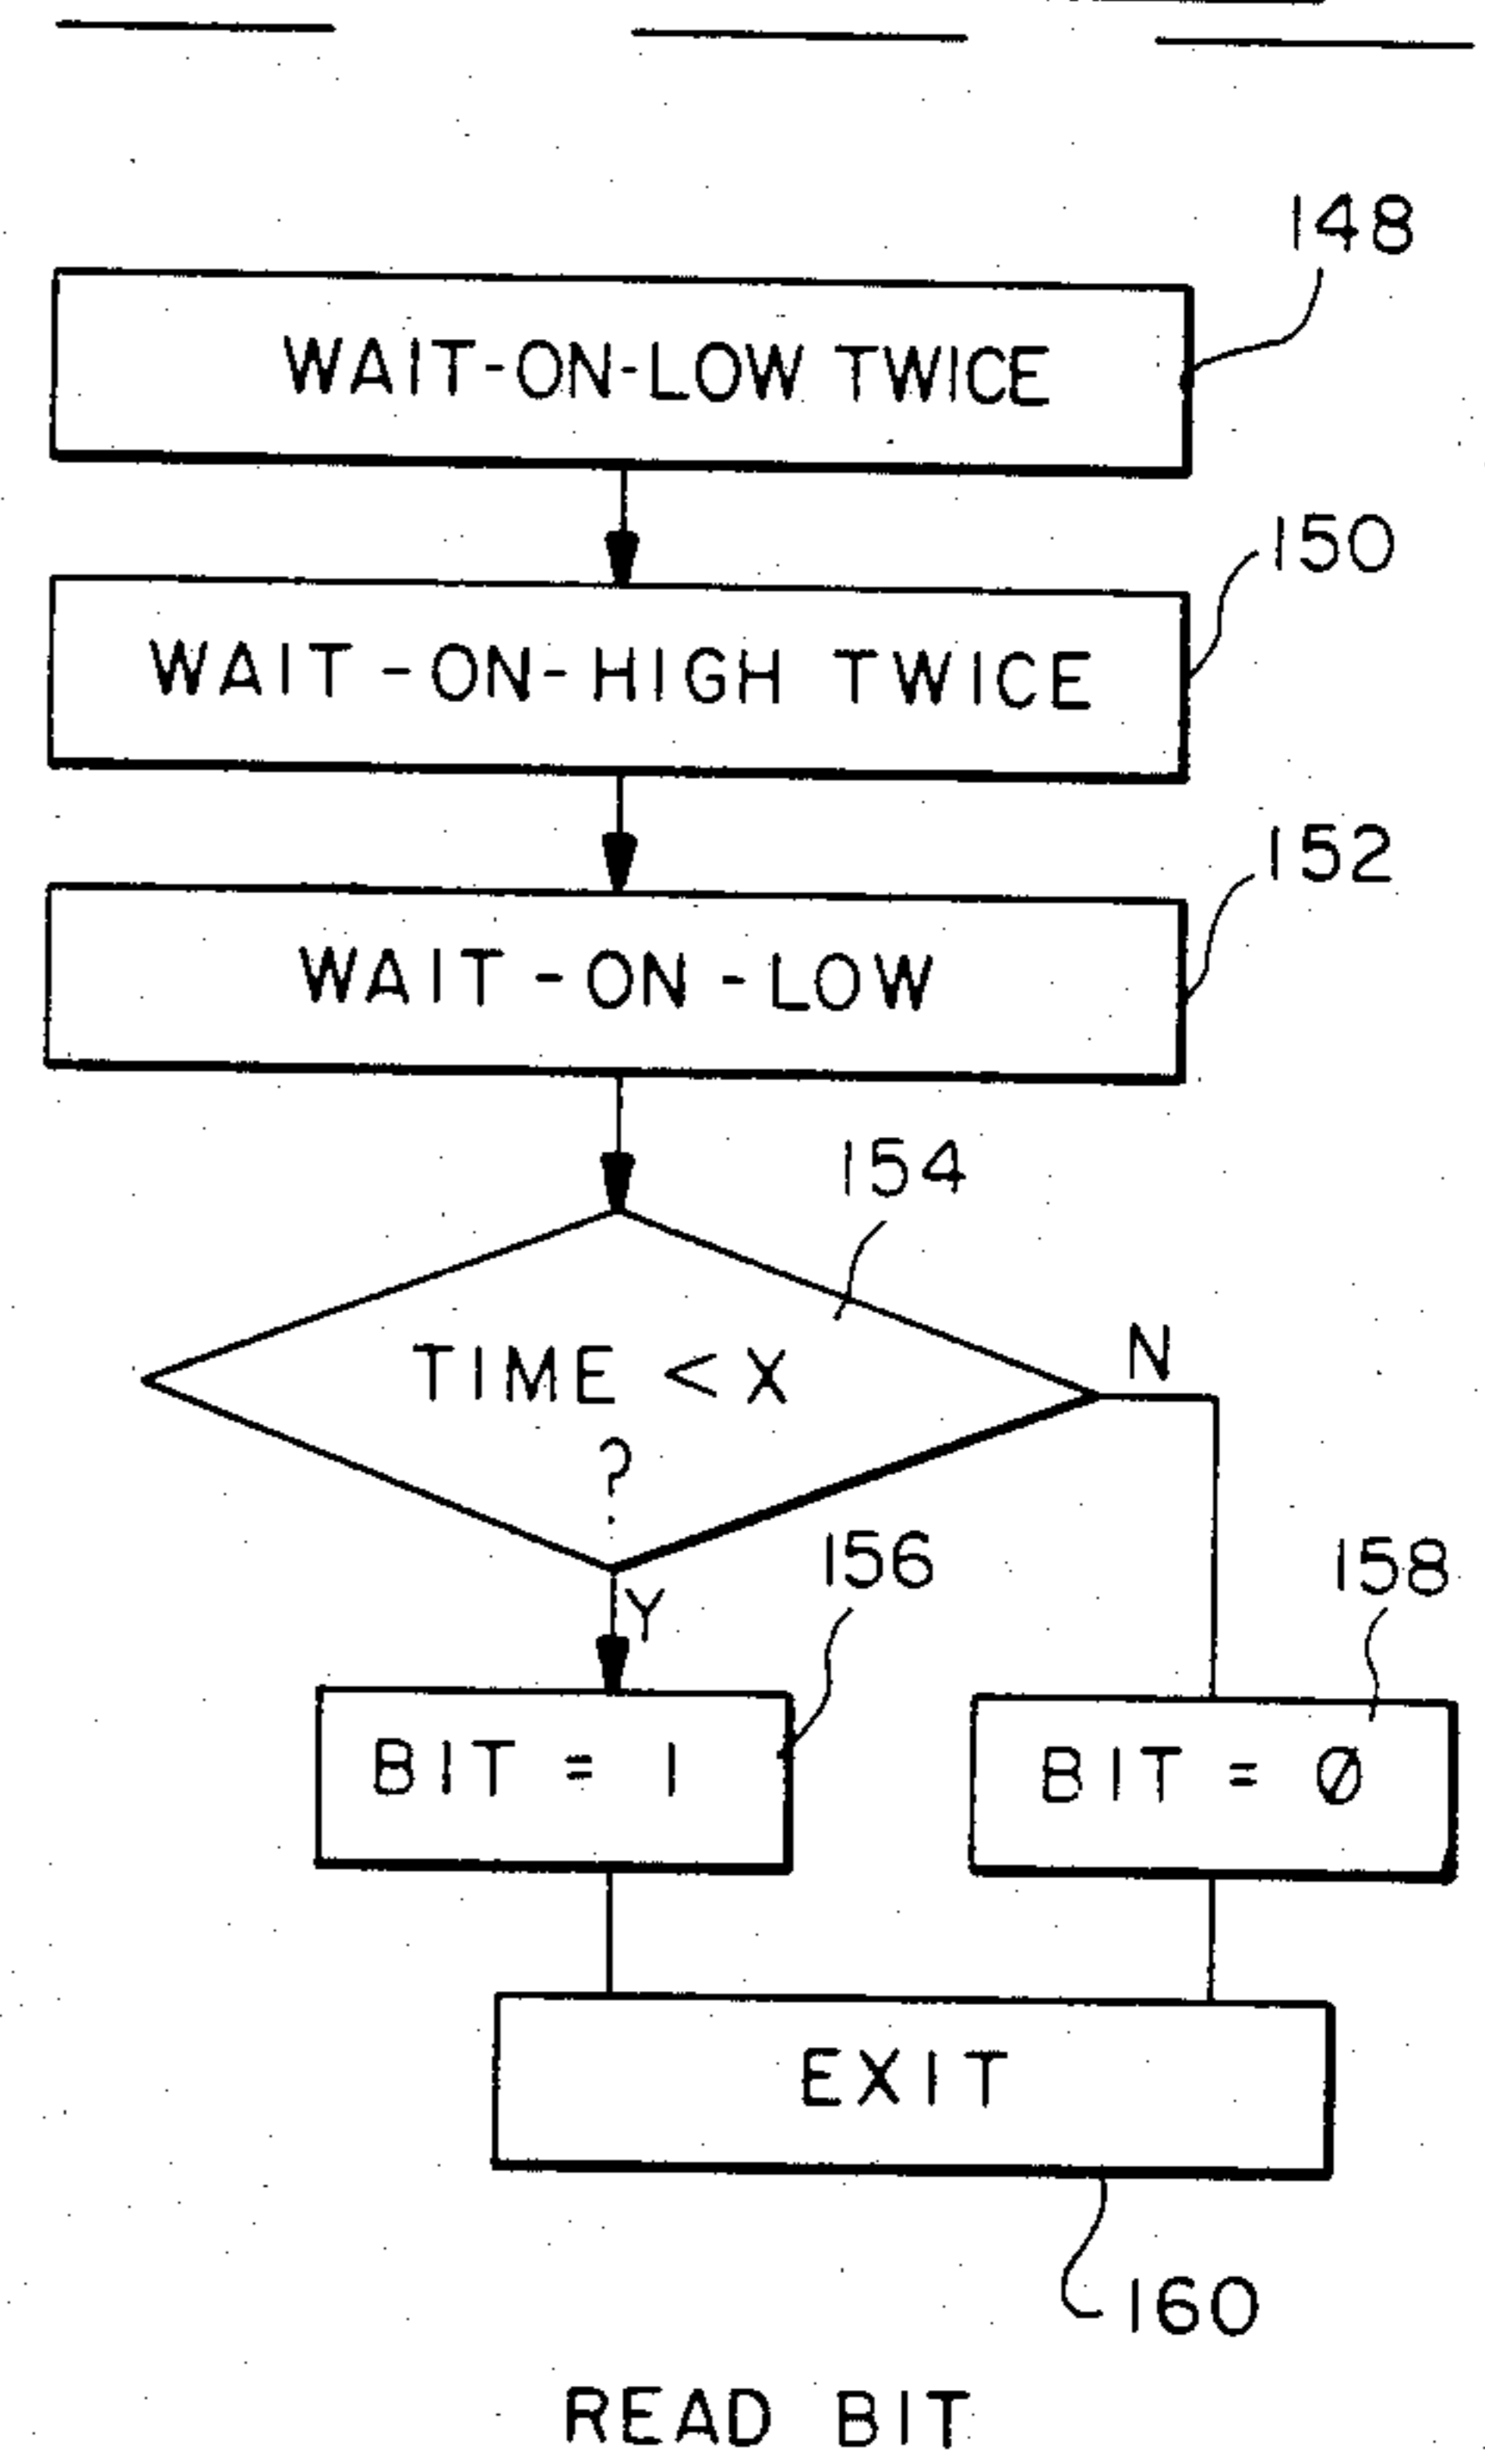 148
WAIT-ON-LOW TWICE
150
WAIT-ON-HIGH TWICE
152
WAIT-ON-LOW
154
TIME < X
?
N
Y
156
158
BIT = 1
BIT = 0
EXIT
160
READ BIT